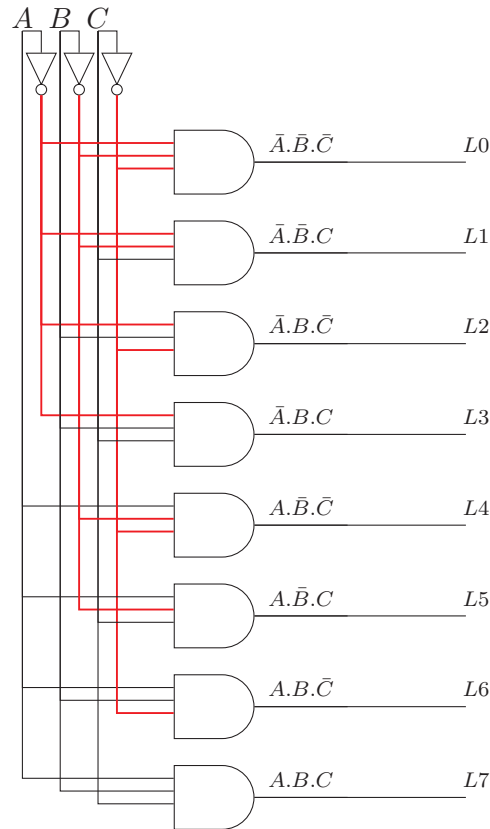 A B C
Ā.B̄.C̄ L0
Ā.B̄.C L1
Ā.B.C̄ L2
Ā.B.C L3
A.B̄.C̄ L4
A.B̄.C L5
A.B.C̄ L6
A.B.C L7